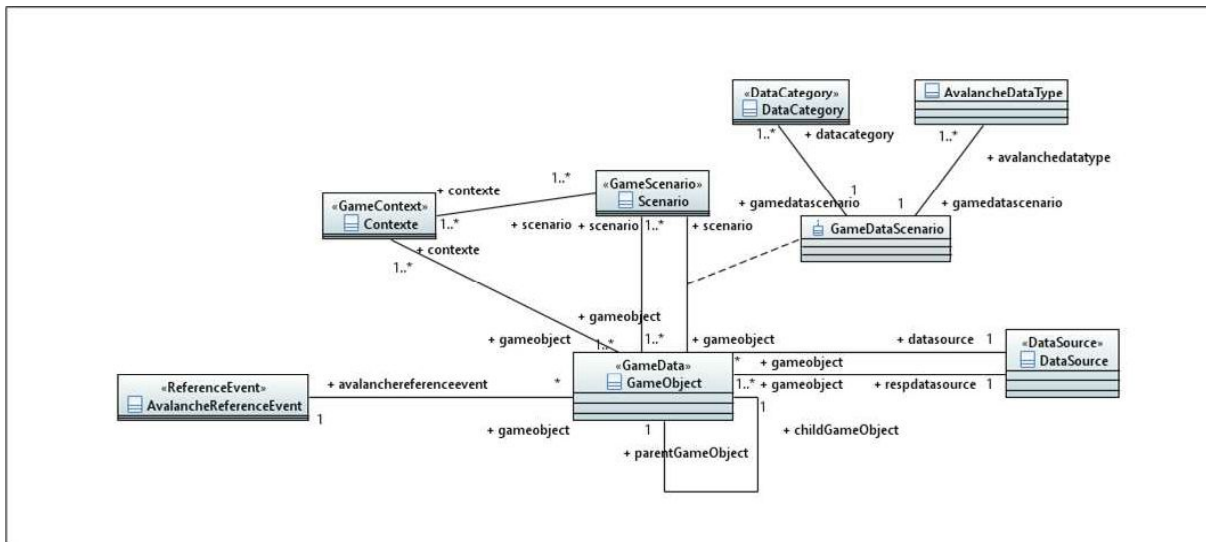 «DataCategory»
DataCategory
AvalancheDataType
1..*
+ datacategory
1..*
+ avalanchedatatype
«GameContext»
Contexte
+ contexte
1..*
1..*
«GameScenario»
Scenario
1
+ gamedatascenario
1
+ gamedatascenario
GameDataScenario
+ scenario
+ scenario
1..*
+ scenario
+ contexte
1..*
+ gameobject
+ gameobject
1..*
1..*
+ gameobject
«GameData»
GameObject
+ datasource
1
*
+ gameobject
1..*
+ gameobject
+ respdatasource
1
«DataSource»
DataSource
«ReferenceEvent»
AvalancheReferenceEvent
+ avalanchereferenceevent
*
1
+ gameobject
1
+ parentGameObject
1
+ childGameObject